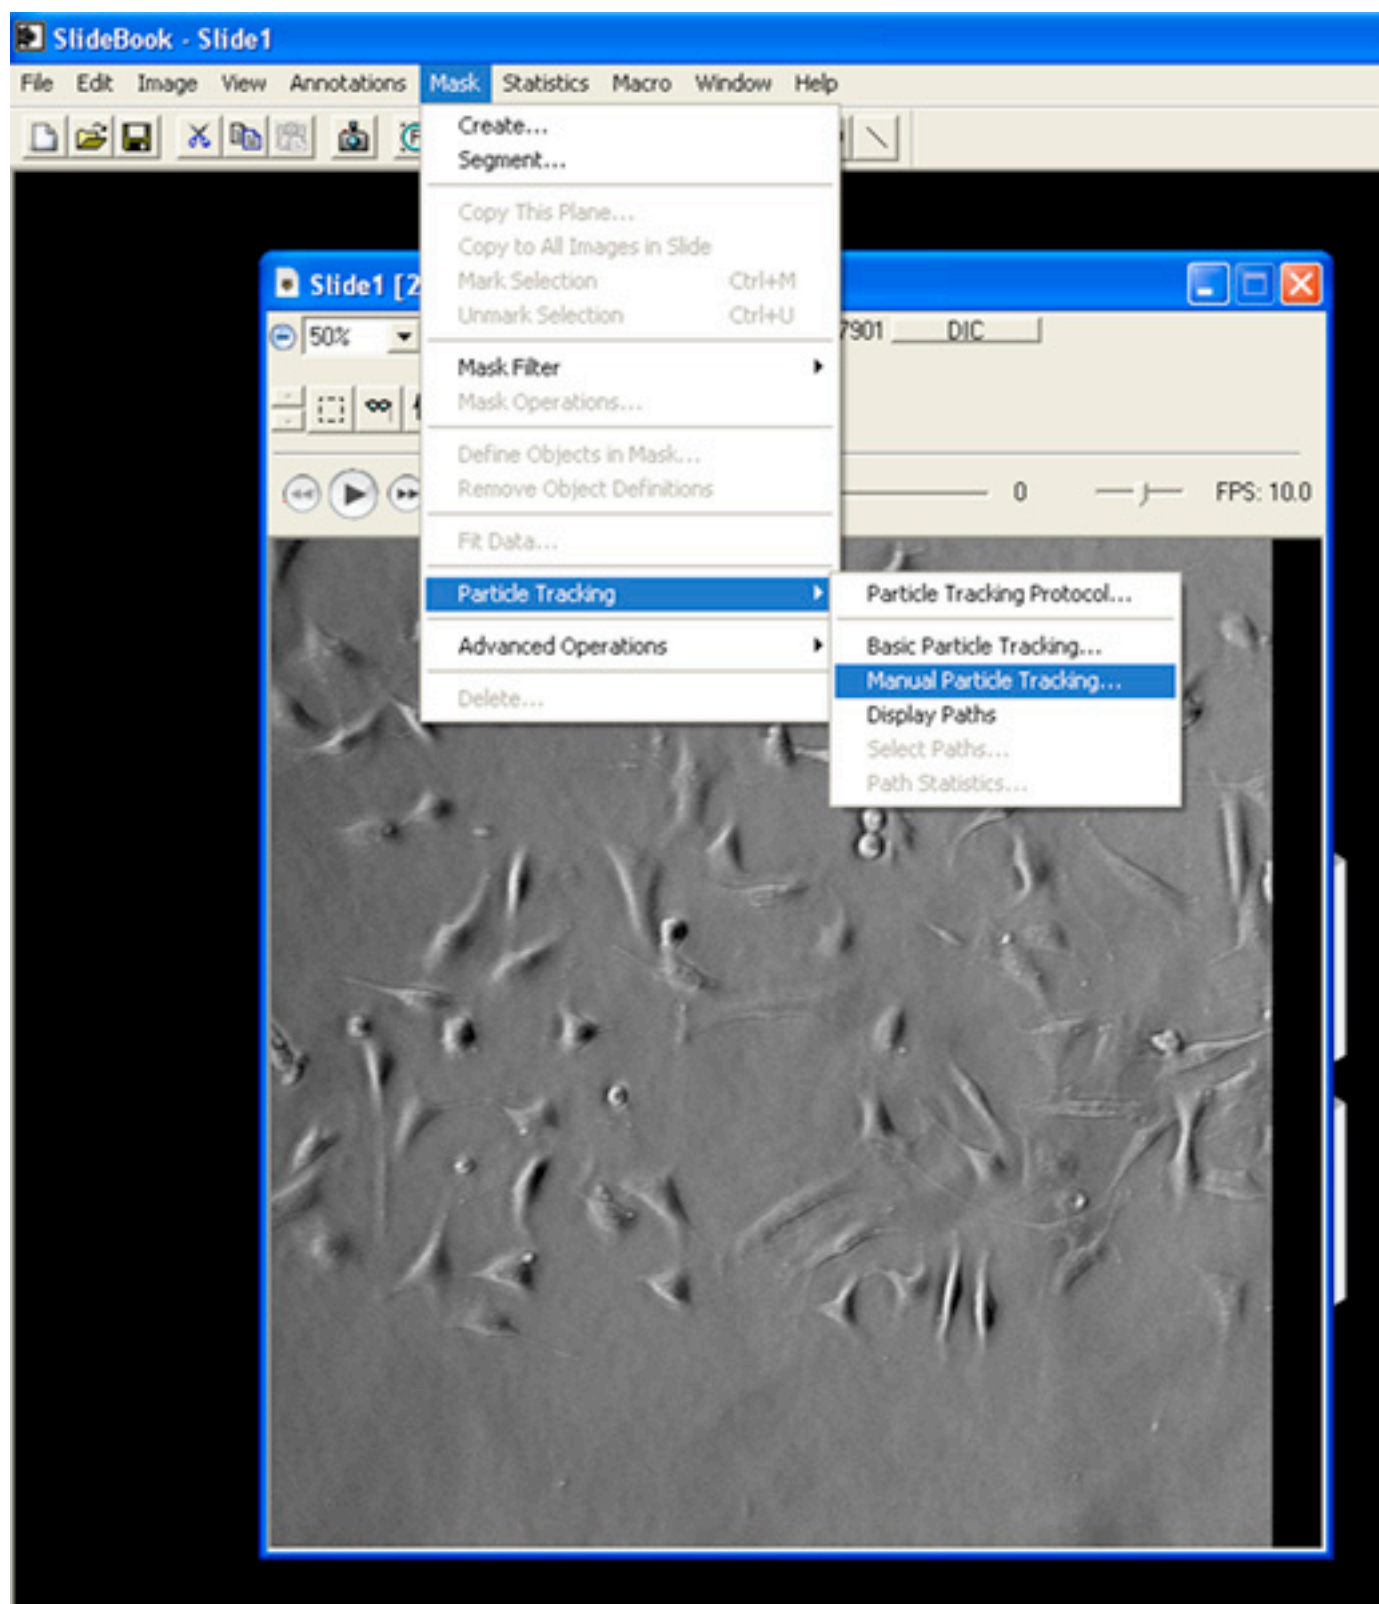 SlideBook - Slide1
File Edit Image View Annotations Mask Statistics Macro Window Help
Create...
Segment...
Copy This Plane...
Copy to All Images in Slide
Mark Selection Ctrl+M
Unmark Selection Ctrl+U
Mask Filter
Mask Operations...
Define Objects in Mask...
Remove Object Definitions
Fit Data...
Particle Tracking
Advanced Operations
Delete...
Particle Tracking Protocol...
Basic Particle Tracking...
Manual Particle Tracking...
Display Paths
Select Paths...
Path Statistics...
Slide1 [2
50% 7901 DIC
0 FPS: 10.0